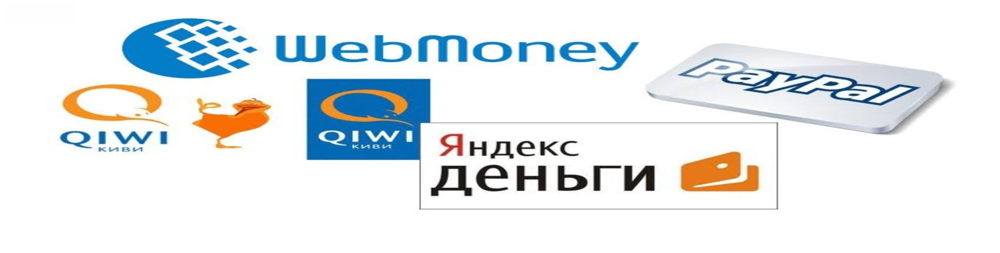 WebMoney
PayPal
QIWI
КИВИ
QIWI
КИВИ
Яндекс
деньги